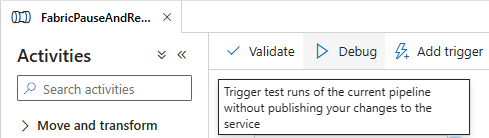 FabricPauseAndRe...
Activities
Validate
Debug
Add trigger
Search activities
Trigger test runs of the current pipeline
without publishing your changes to the
service
Move and transform